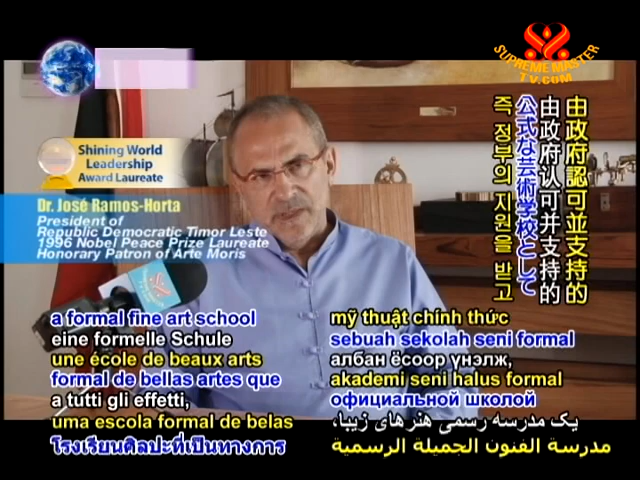 SUPREME MASTER
TV.COM
Shining World
Leadership
Award Laureate
Dr. José Ramos-Horta
President of
Republic Democratic Timor Leste
1996 Nobel Peace Prize Laureate
Honorary Patron of Arte Moris
由政府認可並支持的
由政府认可并支持的
公式な芸術学校として
즉 정부의 지원을 받고
a formal fine art school
eine formelle Schule
une école de beaux arts
formal de bellas artes que
a tutti gli effetti,
uma escola formal de belas
โรงเรียนศิลปะที่เป็นทางการ
mỹ thuật chính thức
sebuah sekolah seni formal
албан ёсоор үнэлж,
akademi seni halus formal
официальной школой
یک مدرسه رسمی هنرهای زیبا،
مدرسة الفنون الجميلة الرسمية